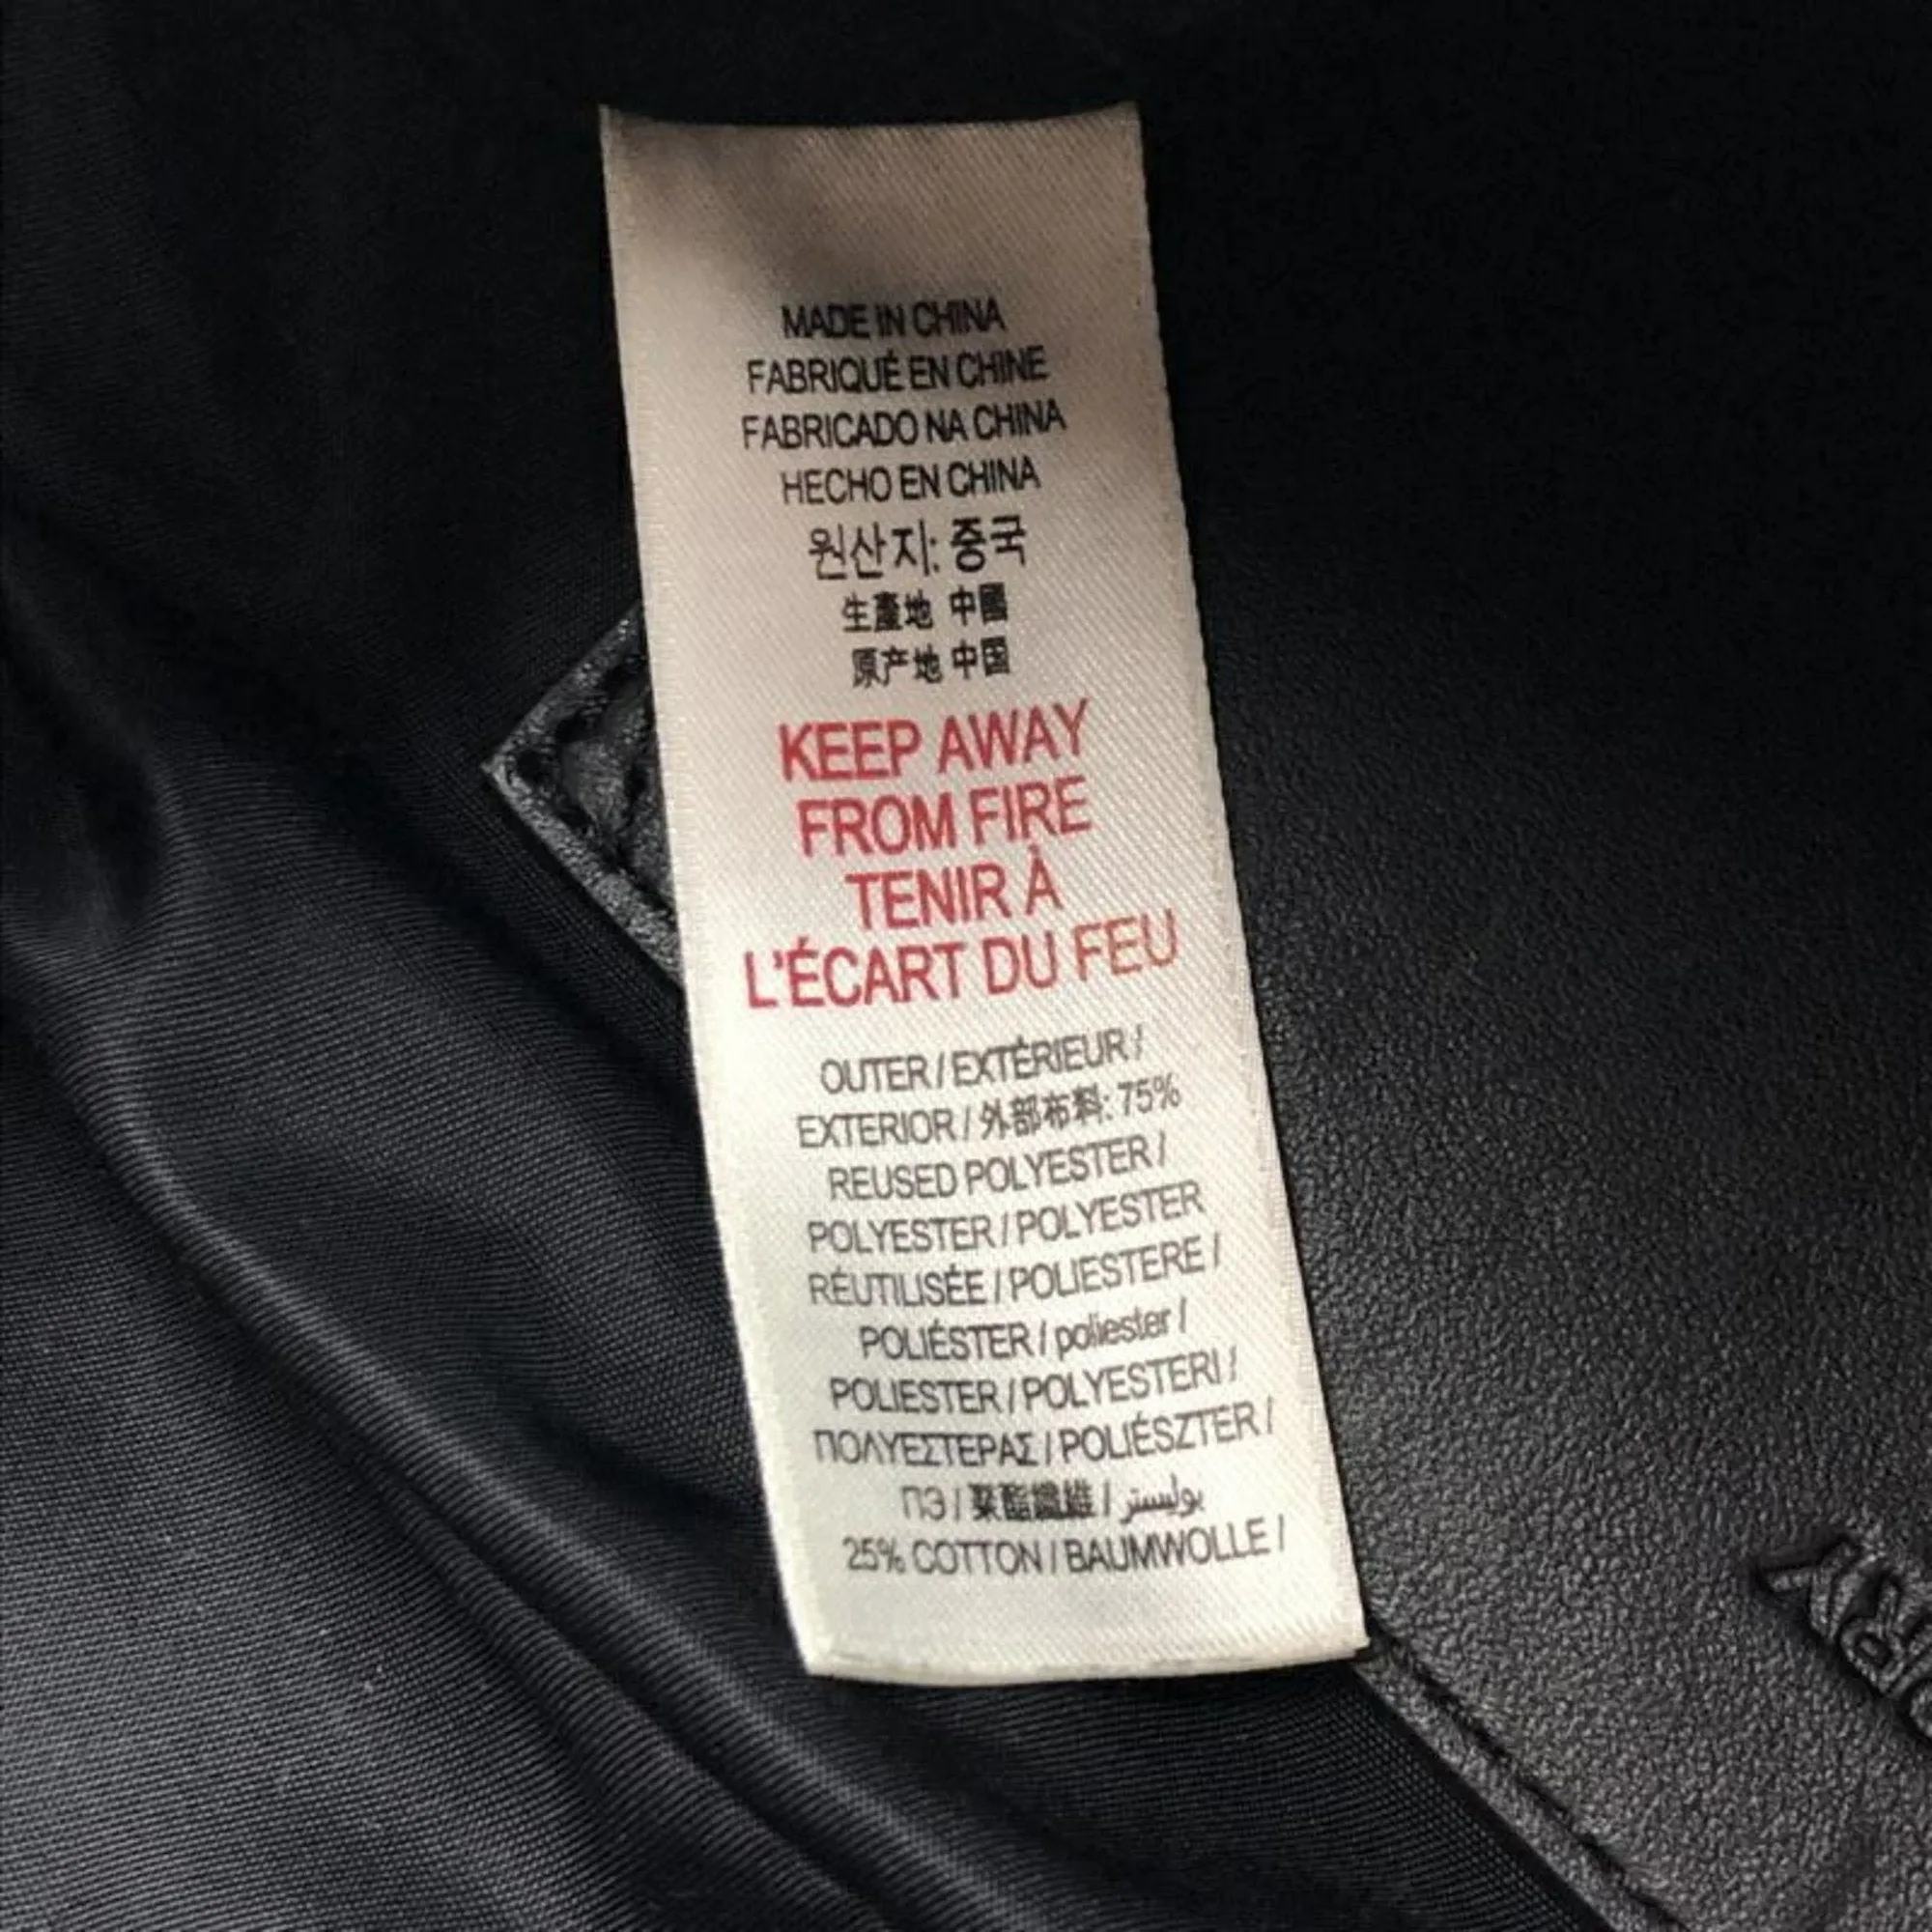 MADE IN CHINA
FABRIQUÉ EN CHINE
FABRICADO NA CHINA
HECHO EN CHINA
원산지: 중국
生產地 中國
原产地 中国
KEEP AWAY
FROM FIRE
TENIR À
L'ÉCART DU FEU
OUTER / EXTÉRIEUR /
EXTERIOR / 外部布料: 75%
REUSED POLYESTER /
POLYESTER / POLYESTER
RÉUTILISÉE / POLIESTERE /
POLIÉSTER / poliester /
POLIESTER / POLYESTERI /
ΠΟΛΥΕΣΤΕΡΑΣ / POLIÉSZTER /
ПЭ / 聚酯纖維 / بوليستر
25% COTTON / BAUMWOLLE /